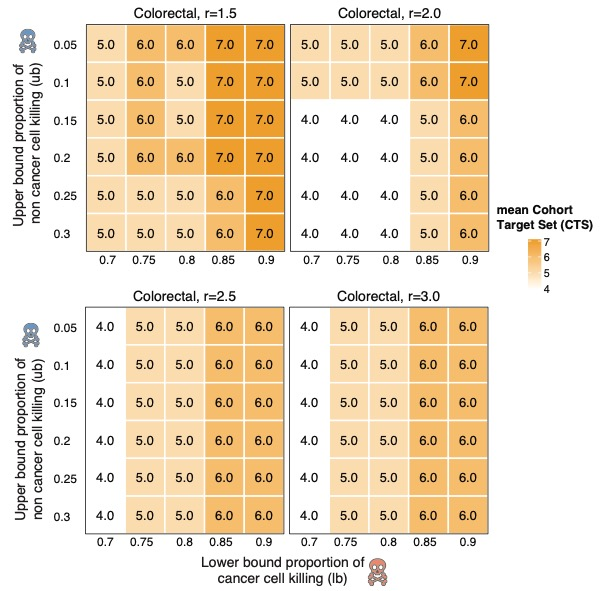 Colorectal, r=1.5 Colorectal, r=2.0
Upper bound proportion of
non cancer cell killing (ub)
0.05 5.0 6.0 6.0 7.0 7.0 5.0 5.0 5.0 6.0 7.0
0.1 5.0 6.0 5.0 7.0 7.0 5.0 5.0 5.0 6.0 7.0
0.15 5.0 6.0 5.0 7.0 7.0 4.0 4.0 4.0 5.0 6.0
0.2 5.0 6.0 6.0 7.0 7.0 4.0 4.0 4.0 5.0 6.0
0.25 5.0 5.0 5.0 6.0 7.0 4.0 4.0 4.0 5.0 6.0
0.3 5.0 5.0 5.0 6.0 7.0 4.0 4.0 4.0 5.0 6.0
0.7 0.75 0.8 0.85 0.9 0.7 0.75 0.8 0.85 0.9
mean Cohort
Target Set (CTS)
7
6
5
4
Colorectal, r=2.5 Colorectal, r=3.0
Upper bound proportion of
non cancer cell killing (ub)
0.05 4.0 5.0 5.0 6.0 6.0 4.0 5.0 5.0 6.0 6.0
0.1 4.0 5.0 5.0 6.0 6.0 4.0 5.0 5.0 6.0 6.0
0.15 4.0 5.0 5.0 6.0 6.0 4.0 5.0 5.0 6.0 6.0
0.2 4.0 5.0 5.0 6.0 6.0 4.0 5.0 5.0 6.0 6.0
0.25 4.0 5.0 5.0 6.0 6.0 4.0 5.0 5.0 6.0 6.0
0.3 4.0 5.0 5.0 6.0 6.0 4.0 5.0 5.0 6.0 6.0
0.7 0.75 0.8 0.85 0.9 0.7 0.75 0.8 0.85 0.9
Lower bound proportion of
cancer cell killing (lb)